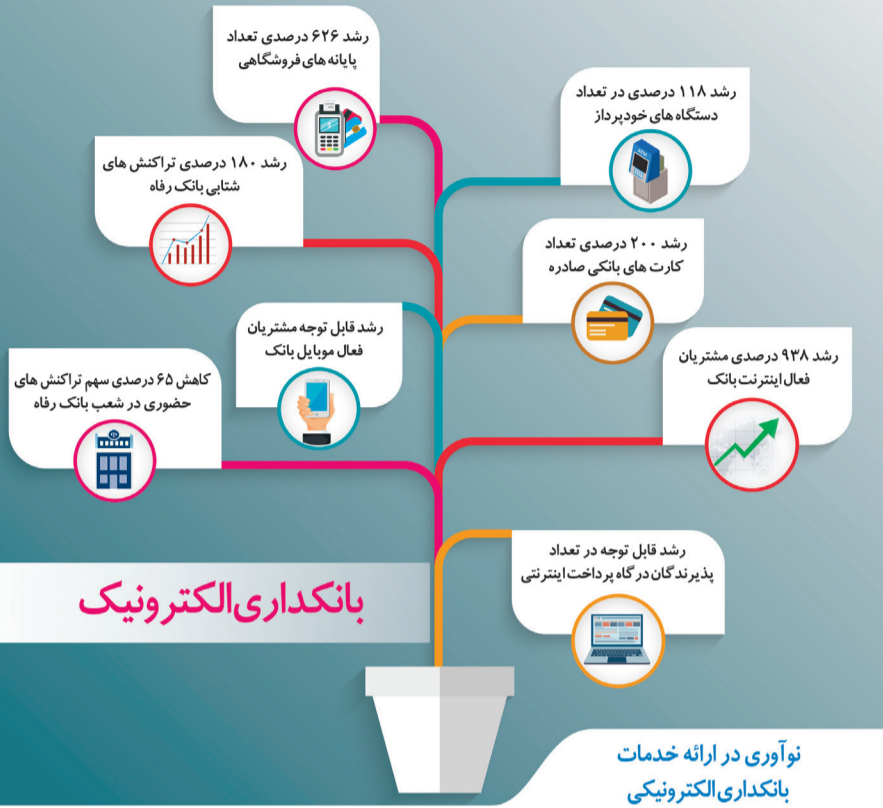 رشد ۶۲۶ درصدی تعداد
پایانه های فروشگاهی
رشد ۱۱۸ درصدی در تعداد
دستگاه های خودپرداز
رشد ۱۸۰ درصدی تراکنش های
شتابی بانک رفاه
رشد ۲۰۰ درصدی تعداد
کارت های بانکی صادره
رشد قابل توجه مشتریان
فعال موبایل بانک
رشد ۹۳۸ درصدی مشتریان
فعال اینترنت بانک
کاهش ۶۵ درصدی سهم تراکنش های
حضوری در شعب بانک رفاه
رشد قابل توجه در تعداد
پذیرندگان درگاه پرداخت اینترنتی
بانکداری الکترونیک
نوآوری در ارائه خدمات
بانکداری الکترونیکی